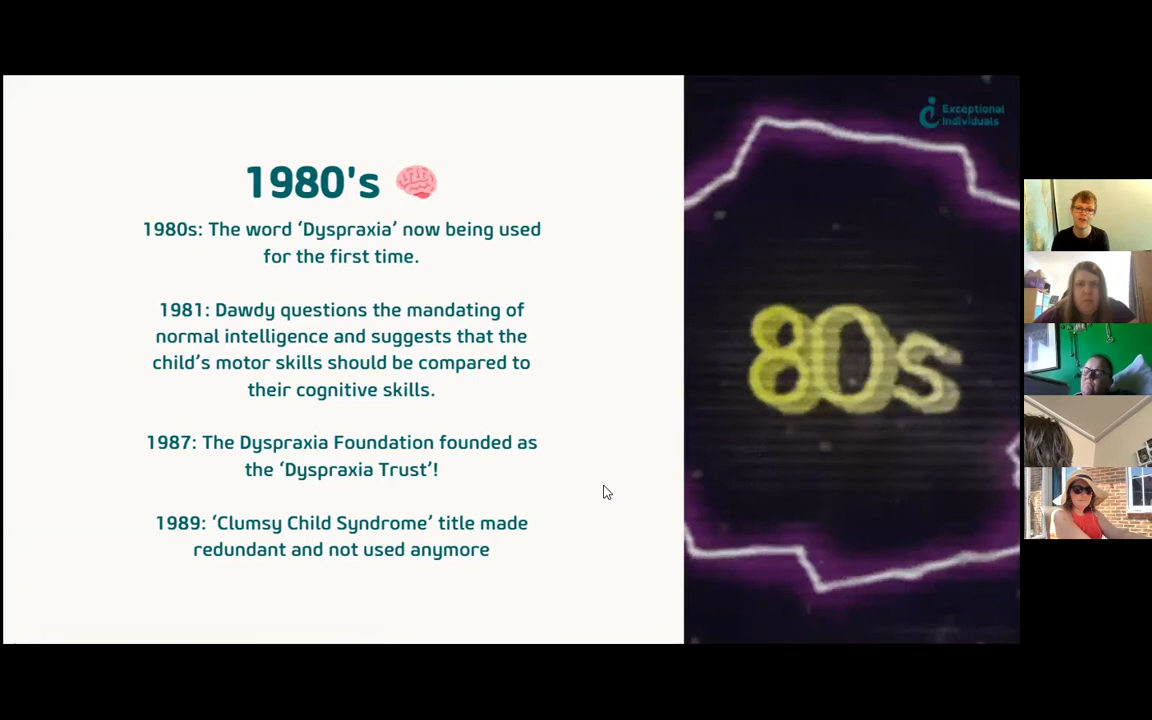 1980's
1980s: The word ‘Dyspraxia’ now being used
for the first time.
1981: Dawdy questions the mandating of
normal intelligence and suggests that the
child’s motor skills should be compared to
their cognitive skills.
1987: The Dyspraxia Foundation founded as
the ‘Dyspraxia Trust’!
1989: ‘Clumsy Child Syndrome’ title made
redundant and not used anymore
Exceptional
Individuals
80s